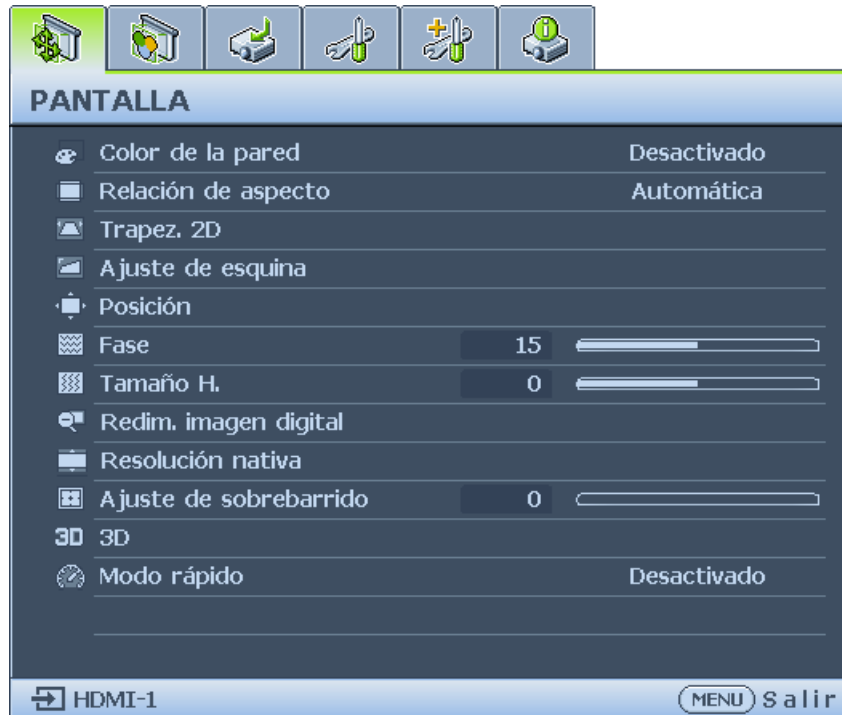 PANTALLA
Color de la pared Desactivado
Relación de aspecto Automática
Trapez. 2D
Ajuste de esquina
Posición
Fase 15
Tamaño H. 0
Redim. imagen digital
Resolución nativa
Ajuste de sobrebarrido 0
3D 3D
Modo rápido Desactivado
HDMI-1 MENU Salir